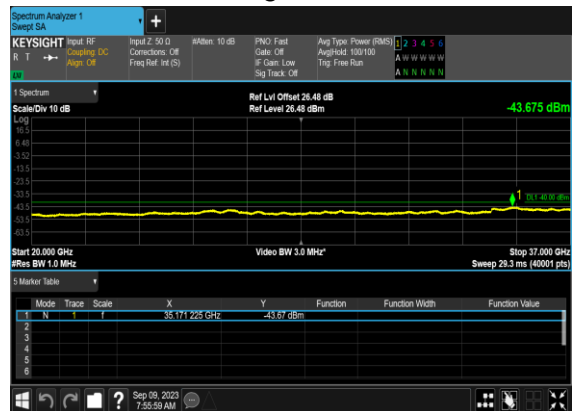 Spectrum Analyzer 1
Swept SA
KEYSIGHT Input: RF Input Z: 50 Ω #Atten: 10 dB PNO: Fast Avg Type: Power (RMS) 1 2 3 4 5 6
R T Coupling: DC Corrections: Off Gate: Off Avg|Hold: 100/100 A W W W W W
Align: Off Freq Ref: Int (S) IF Gain: Low Trig: Free Run
LW Sig Track: Off A N N N N N
1 Spectrum Ref Lvl Offset 26.48 dB
Scale/Div 10 dB Ref Level 26.48 dBm -43.675 dBm
Log
16.5
6.48
-3.52
-13.5
-23.5
-33.5 1 DL1 -40.00 dBm
-43.5
-53.5
-63.5
Start 20.000 GHz Video BW 3.0 MHz* Stop 37.000 GHz
#Res BW 1.0 MHz Sweep 29.3 ms (40001 pts)
5 Marker Table
Mode Trace Scale X Y Function Function Width Function Value
1 N 1 f 35.171 225 GHz -43.67 dBm
2
3
4
5
6
? Sep 09, 2023
7:55:59 AM